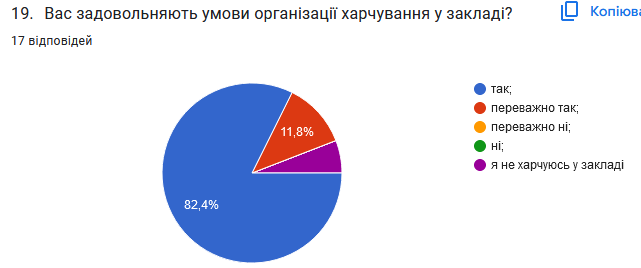 19. Вас задовольняють умови організації харчування у закладі?
Копіюва
17 відповідей
так;
переважно так;
переважно ні;
ні;
я не харчуюсь у закладі
11,8%
82,4%